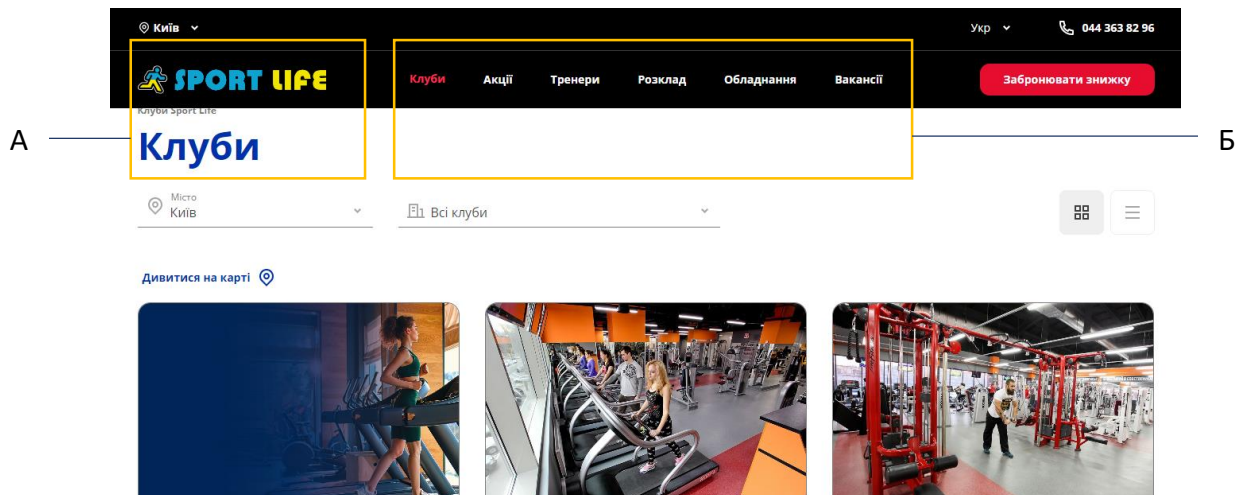 Київ Укр 044 363 82 96
SPORT LIFE Клуби Акції Тренери Розклад Обладнання Вакансії Забронювати знижку
Клуби Sport Life
А Клуби Б
Місто
Київ Всі клуби
Дивитися на карті